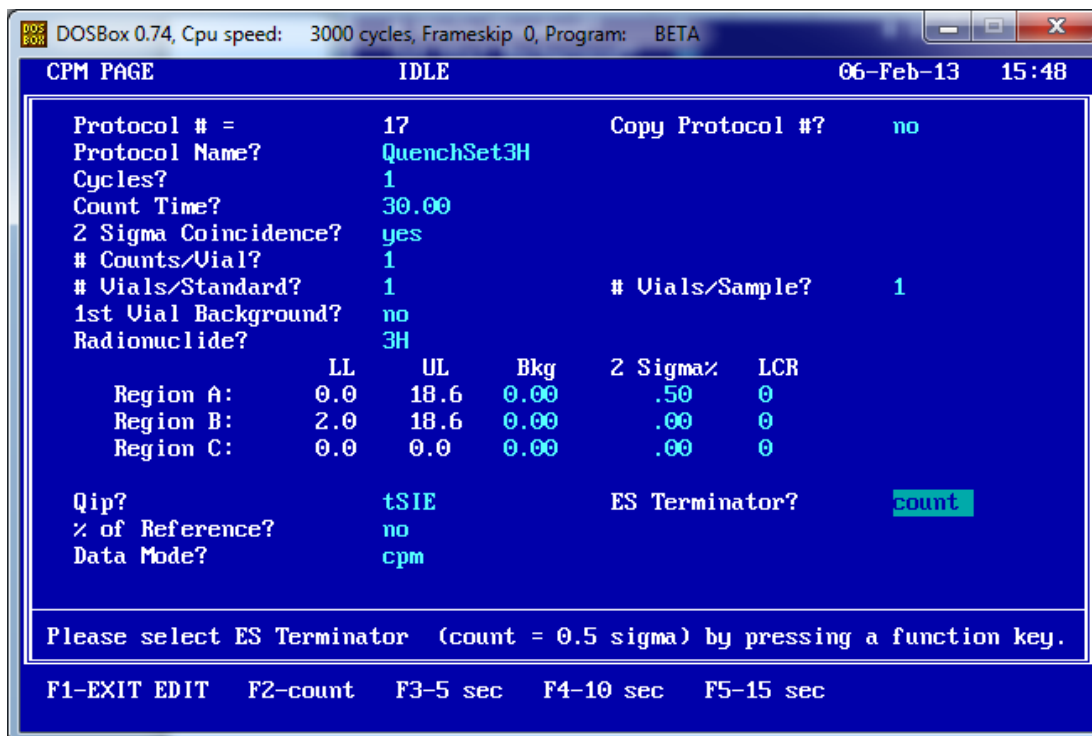 DOSBox 0.74, Cpu speed: 3000 cycles, Frameskip 0, Program: BETA
CPM PAGE IDLE 06-Feb-13 15:48
Protocol # = 17 Copy Protocol #? no
Protocol Name? QuenchSet3H
Cycles? 1
Count Time? 30.00
2 Sigma Coincidence? yes
# Counts/Vial? 1
# Vials/Standard? 1 # Vials/Sample? 1
1st Vial Background? no
Radionuclide? 3H
LL UL Bkg 2 Sigma% LCR
Region A: 0.0 18.6 0.00 .50 0
Region B: 2.0 18.6 0.00 .00 0
Region C: 0.0 0.0 0.00 .00 0
Qip? tSIE ES Terminator? count
% of Reference? no
Data Mode? cpm
Please select ES Terminator (count = 0.5 sigma) by pressing a function key.
F1-EXIT EDIT F2-count F3-5 sec F4-10 sec F5-15 sec